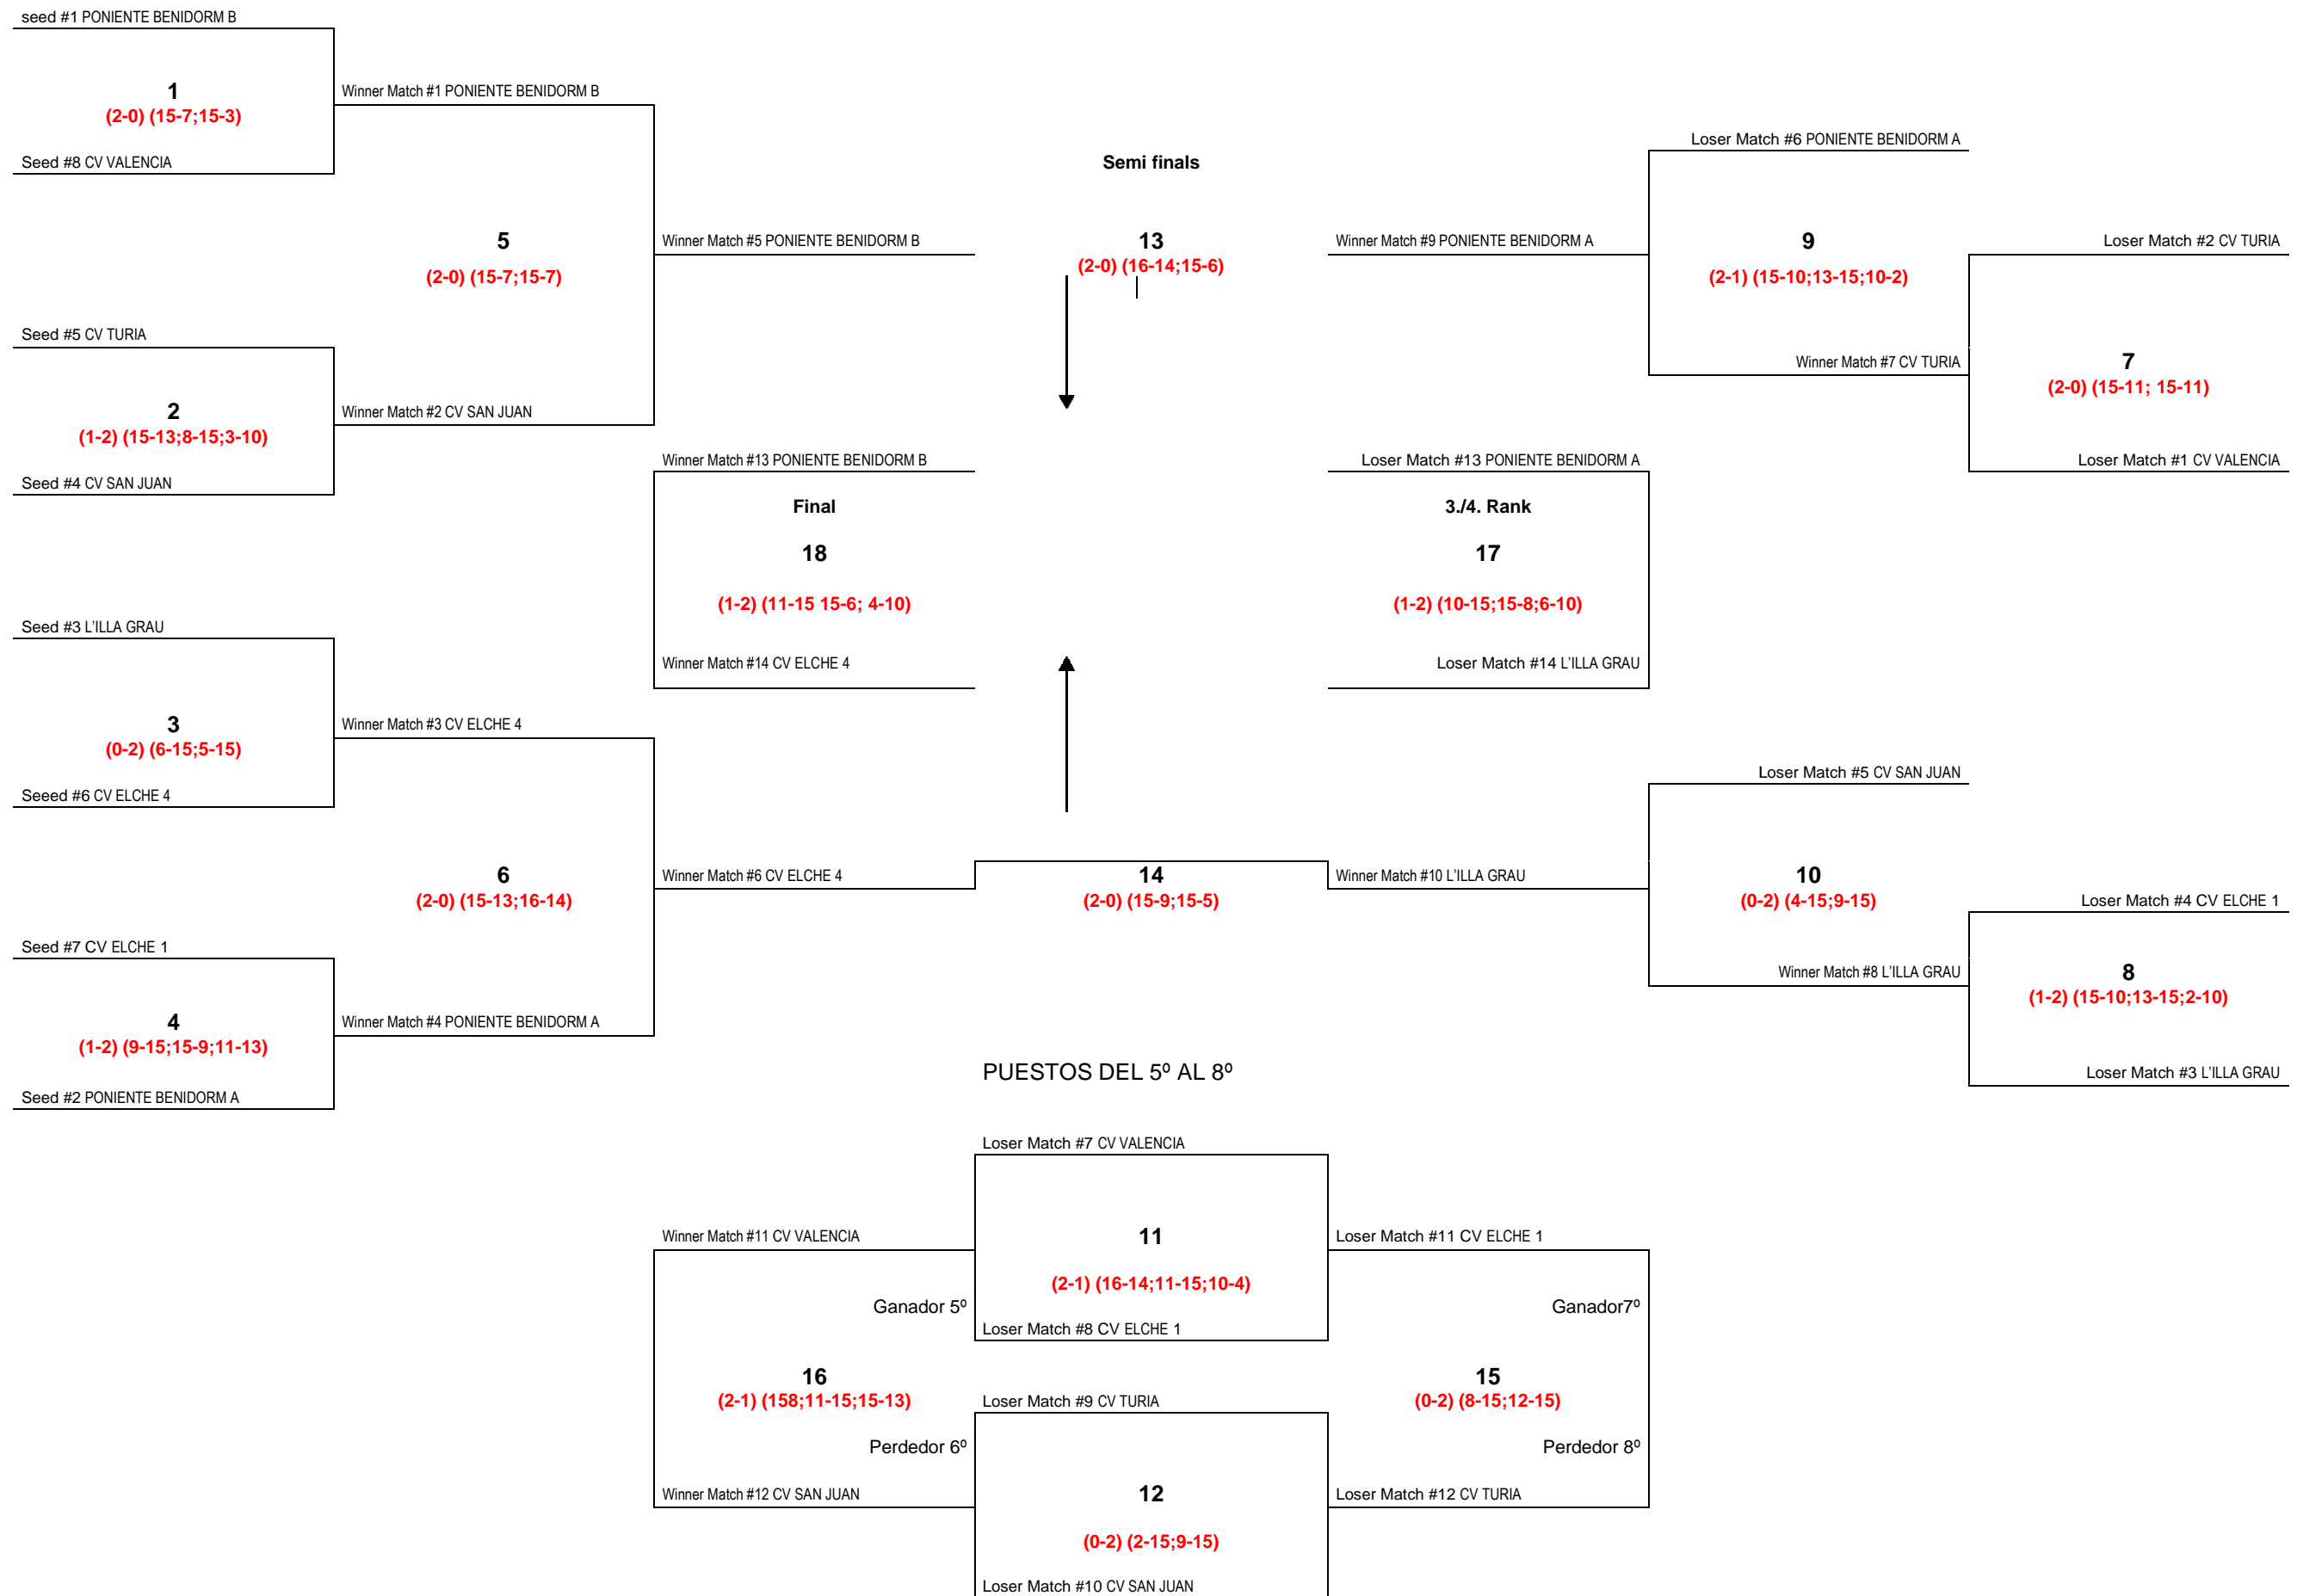 seed #1 PONIENTE BENIDORM B
1
(2-0) (15-7;15-3)
Seed #8 CV VALENCIA
Winner Match #1 PONIENTE BENIDORM B
5
(2-0) (15-7;15-7)
Seed #5 CV TURIA
2
(1-2) (15-13;8-15;3-10)
Seed #4 CV SAN JUAN
Winner Match #2 CV SAN JUAN
Winner Match #5 PONIENTE BENIDORM B
Semi finals
13
(2-0) (16-14;15-6)
Winner Match #9 PONIENTE BENIDORM A
Loser Match #6 PONIENTE BENIDORM A
9
(2-1) (15-10;13-15;10-2)
Winner Match #7 CV TURIA
Loser Match #2 CV TURIA
7
(2-0) (15-11; 15-11)
Loser Match #1 CV VALENCIA
Winner Match #13 PONIENTE BENIDORM B
Final
18
(1-2) (11-15 15-6; 4-10)
Winner Match #14 CV ELCHE 4
Loser Match #13 PONIENTE BENIDORM A
3./4. Rank
17
(1-2) (10-15;15-8;6-10)
Loser Match #14 L'ILLA GRAU
Seed #3 L'ILLA GRAU
3
(0-2) (6-15;5-15)
Seeed #6 CV ELCHE 4
Winner Match #3 CV ELCHE 4
6
(2-0) (15-13;16-14)
Seed #7 CV ELCHE 1
4
(1-2) (9-15;15-9;11-13)
Seed #2 PONIENTE BENIDORM A
Winner Match #4 PONIENTE BENIDORM A
Winner Match #6 CV ELCHE 4
14
(2-0) (15-9;15-5)
Winner Match #10 L'ILLA GRAU
Loser Match #5 CV SAN JUAN
10
(0-2) (4-15;9-15)
Winner Match #8 L'ILLA GRAU
Loser Match #4 CV ELCHE 1
8
(1-2) (15-10;13-15;2-10)
Loser Match #3 L'ILLA GRAU
PUESTOS DEL 5º AL 8º
Loser Match #7 CV VALENCIA
11
(2-1) (16-14;11-15;10-4)
Loser Match #8 CV ELCHE 1
Winner Match #11 CV VALENCIA
Ganador 5º
16
(2-1) (158;11-15;15-13)
Perdedor 6º
Winner Match #12 CV SAN JUAN
Loser Match #11 CV ELCHE 1
Ganador7º
15
(0-2) (8-15;12-15)
Perdedor 8º
Loser Match #12 CV TURIA
Loser Match #9 CV TURIA
12
(0-2) (2-15;9-15)
Loser Match #10 CV SAN JUAN